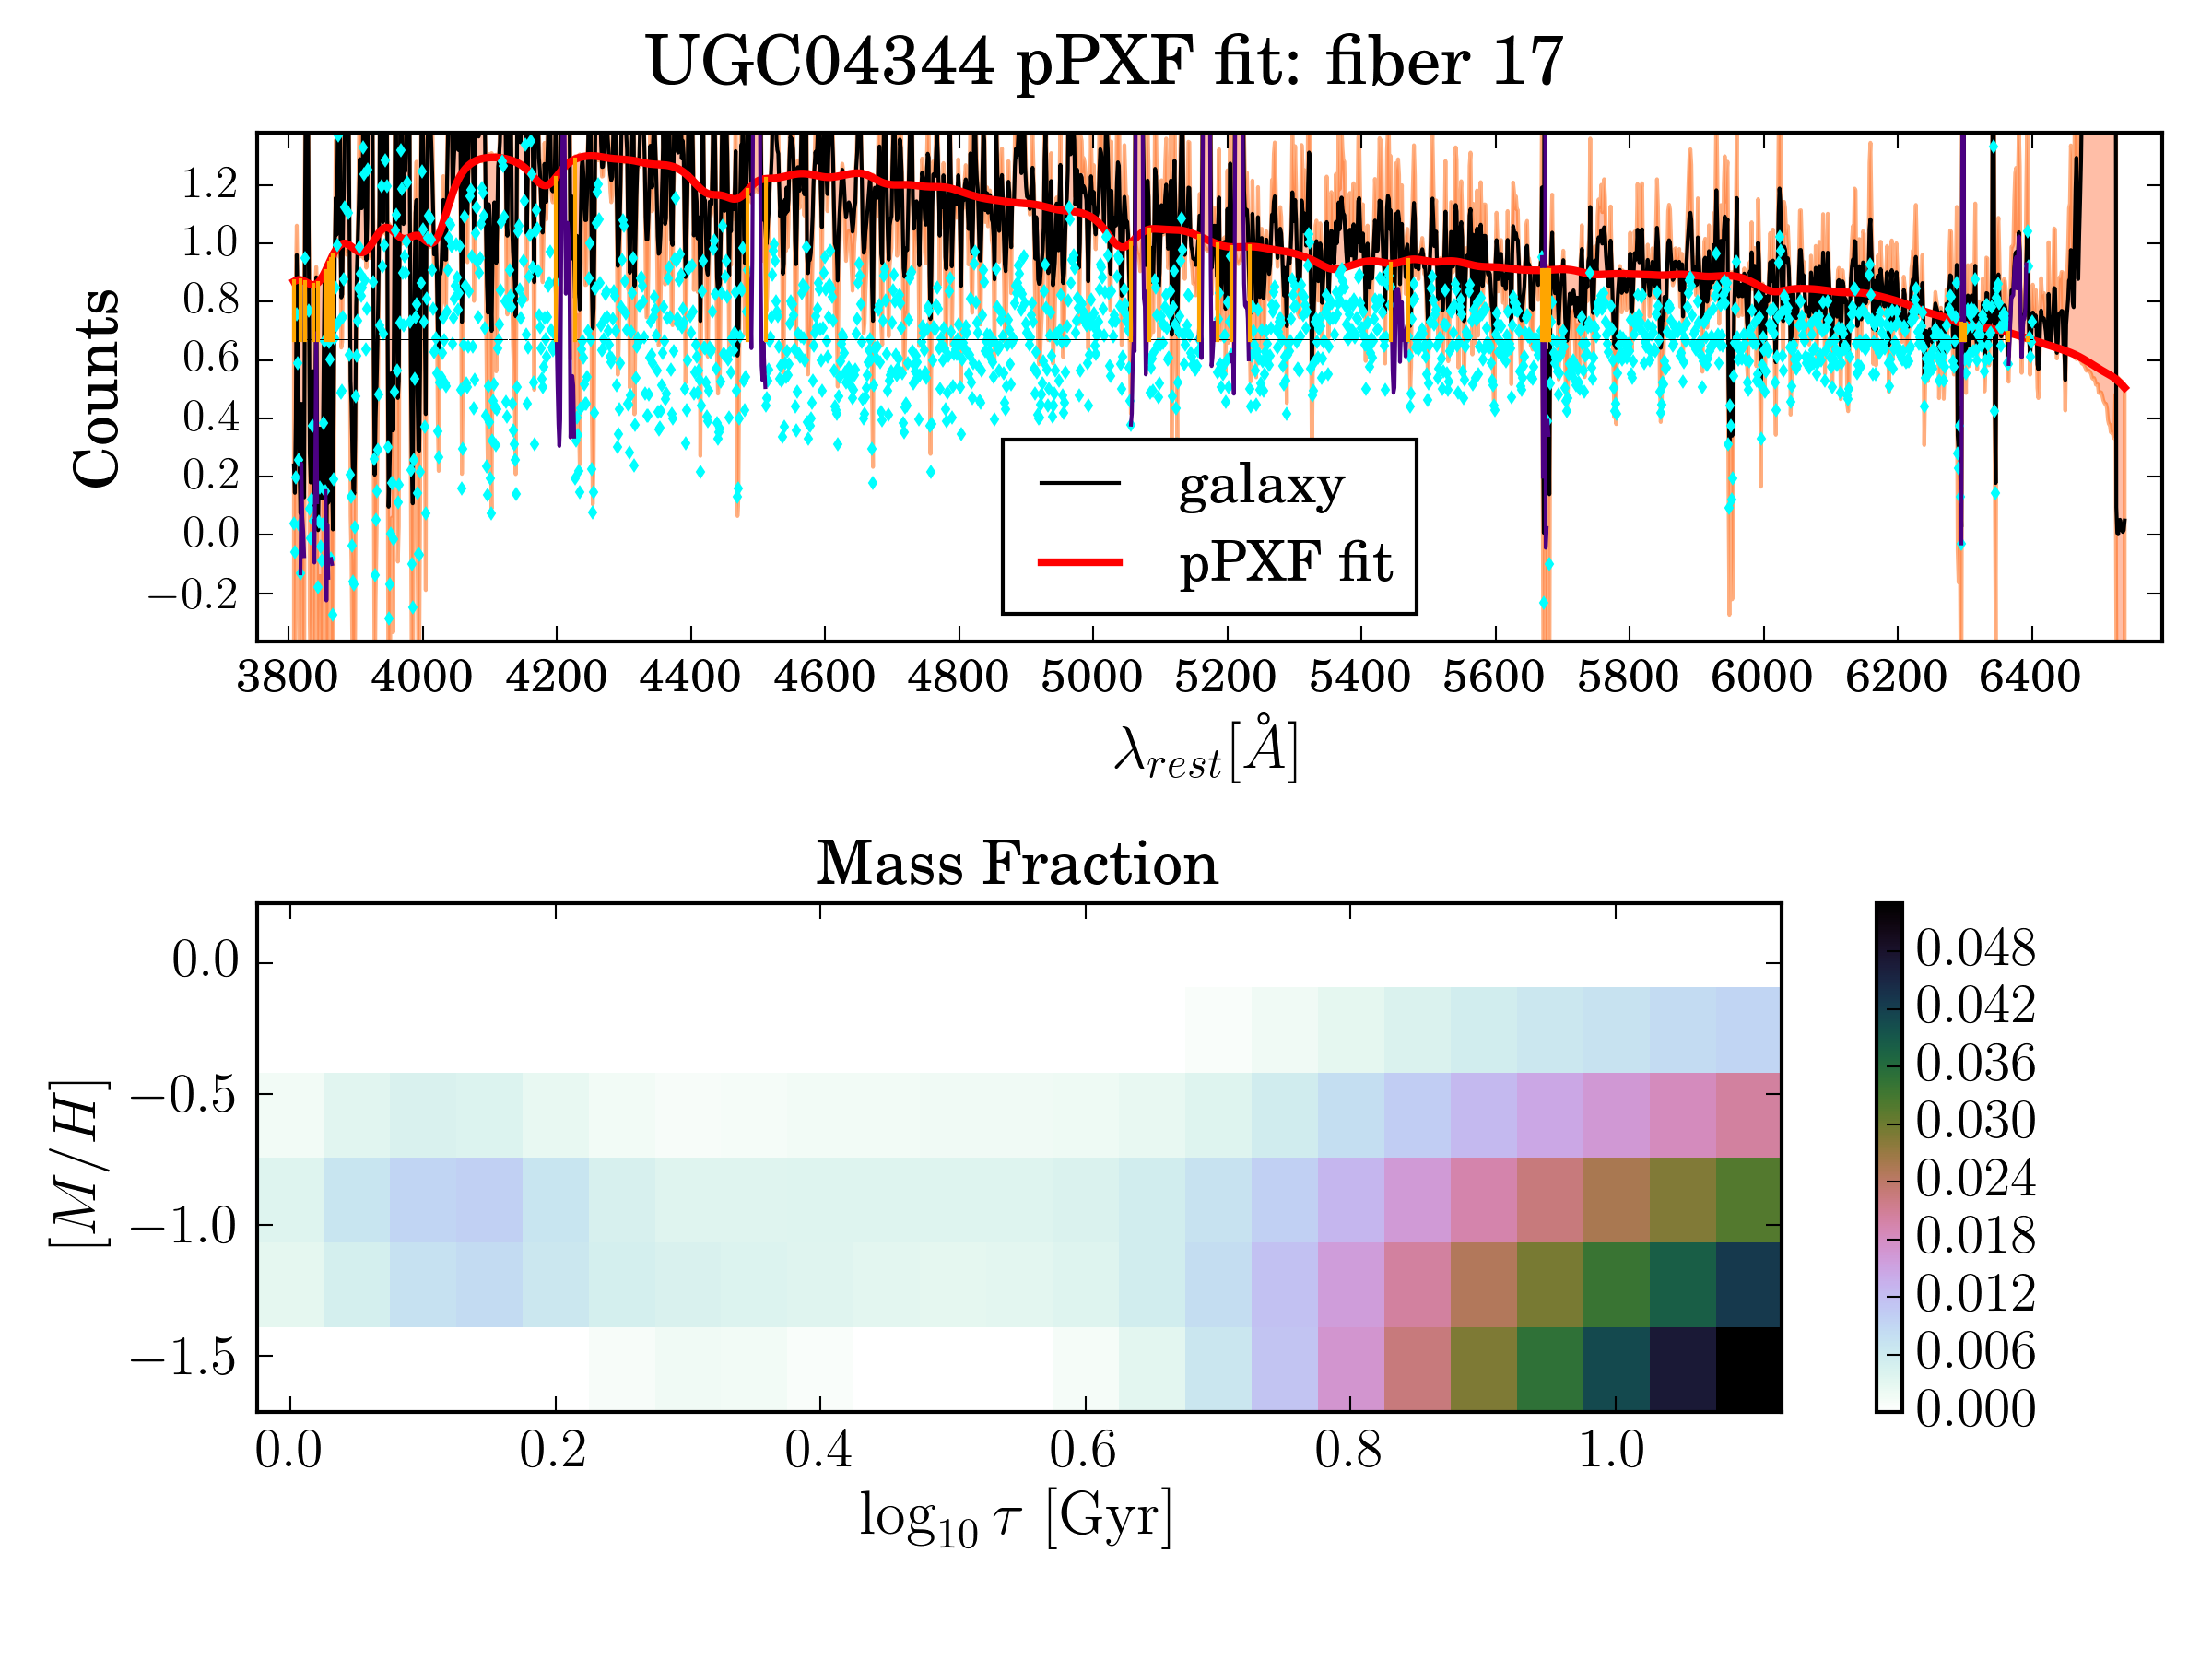 UGC04344 pPXF fit: fiber 17
Counts
1.2
1.0
0.8
0.6
0.4
0.2
0.0
−0.2
galaxy
pPXF fit
3800 4000 4200 4400 4600 4800 5000 5200 5400 5600 5800 6000 6200 6400
λ_rest[Å]
Mass Fraction
[M/H]
0.0
−0.5
−1.0
−1.5
0.0 0.2 0.4 0.6 0.8 1.0
log₁₀ τ [Gyr]
0.048
0.042
0.036
0.030
0.024
0.018
0.012
0.006
0.000